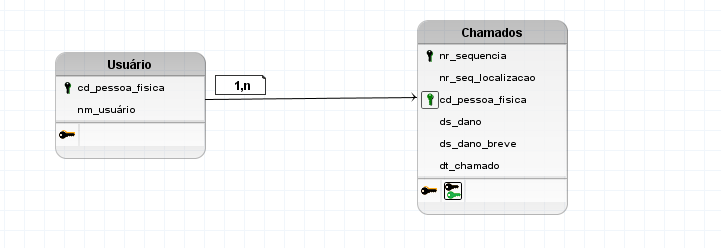 Usuário
cd_pessoa_fisica
nm_usuário
1,n
Chamados
nr_sequencia
nr_seq_localizacao
cd_pessoa_fisica
ds_dano
ds_dano_breve
dt_chamado